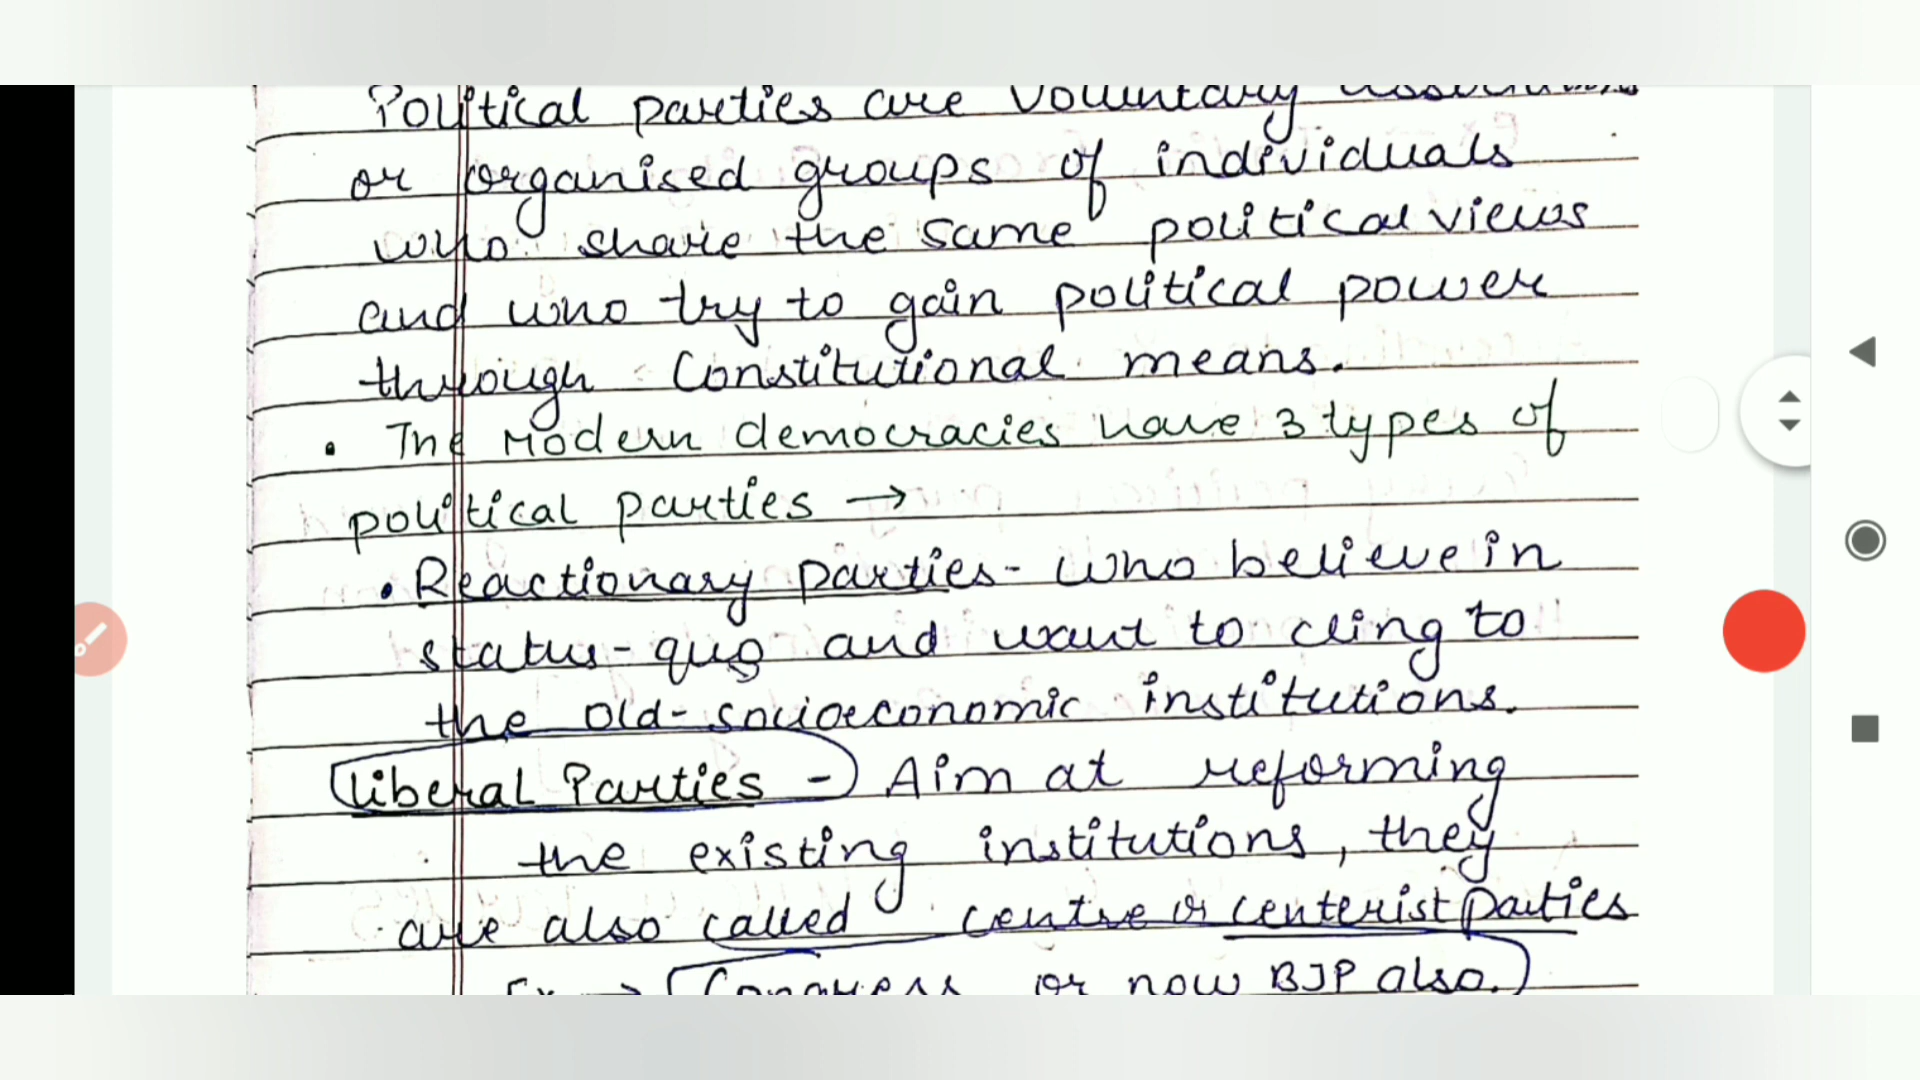 Political parties are voluntary
or organised groups of individuals
who share the same political views
and who try to gain political power
through Constitutional means.
• The Modern democracies have 3 types of
political parties →
• Reactionary parties - who believe in
status-quo and want to cling to
the old-socioeconomic institutions.
Liberal Parties - Aim at reforming
the existing institutions, they
are also called centre or centerist parties
Ex → Congress or now BJP also.